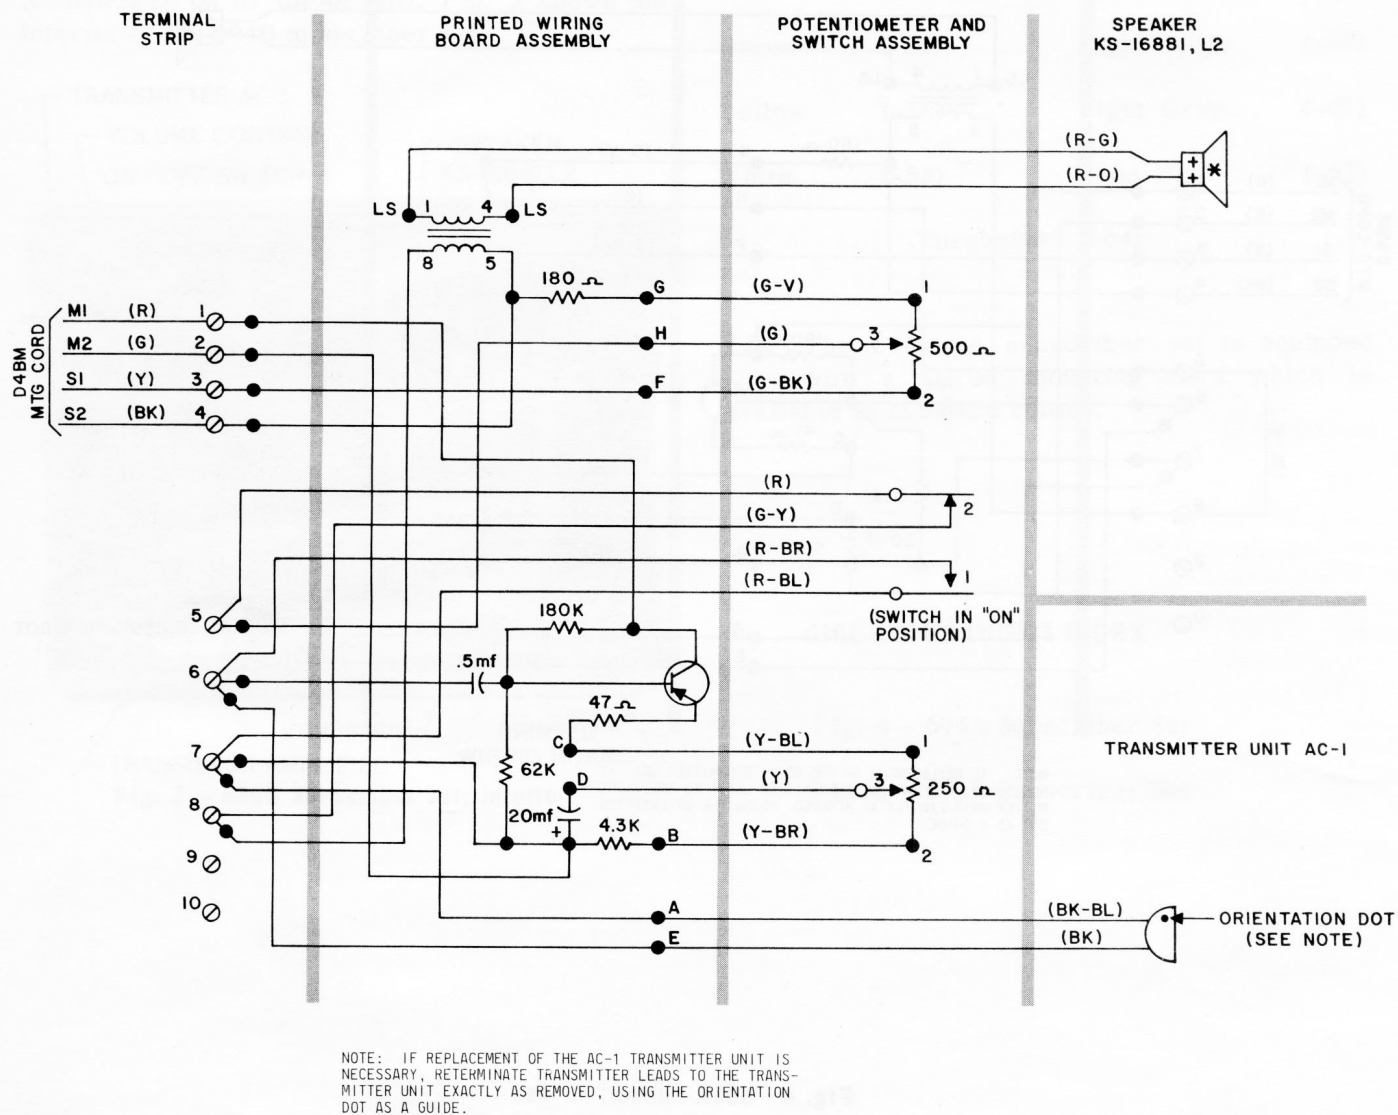 TERMINAL
STRIP
PRINTED WIRING
BOARD ASSEMBLY
POTENTIOMETER AND
SWITCH ASSEMBLY
SPEAKER
KS-16881, L2
(R-G)
(R-O)
+
+
*
LS 1 4 LS
8 5
180 Ω G (G-V) 1
D4BM
MTG CORD
M1 (R) 1
M2 (G) 2
S1 (Y) 3
S2 (BK) 4
H (G) 3 500 Ω
F (G-BK) 2
(R)
(G-Y) 2
(R-BR)
(R-BL) 1
(SWITCH IN "ON"
POSITION)
5
180K
6
.5mf
47 Ω
7
C (Y-BL) 1
62K
D (Y) 3 250 Ω
8
20mf
+
4.3K B (Y-BR) 2
9
10
TRANSMITTER UNIT AC-1
A (BK-BL)
E (BK)
ORIENTATION DOT
(SEE NOTE)
NOTE: IF REPLACEMENT OF THE AC-1 TRANSMITTER UNIT IS
NECESSARY, RETERMINATE TRANSMITTER LEADS TO THE TRANS-
MITTER UNIT EXACTLY AS REMOVED, USING THE ORIENTATION
DOT AS A GUIDE.